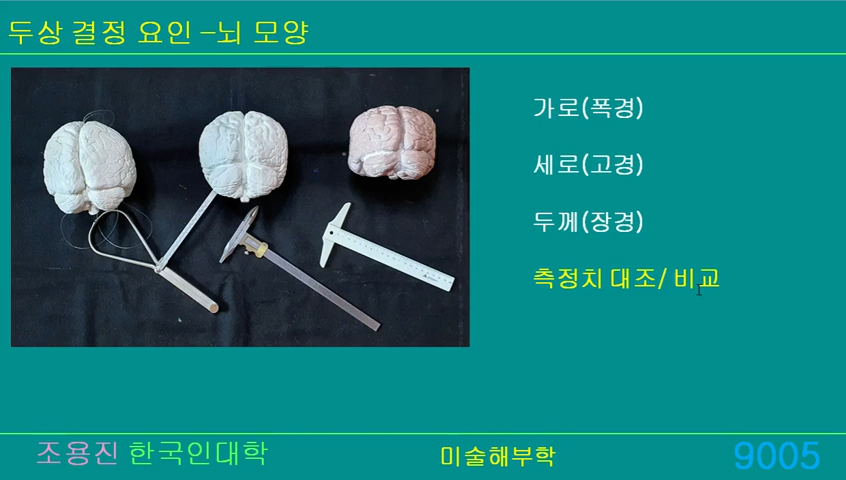 두상 결정 요인 –뇌 모양
가로(폭경)
세로(고경)
두께(장경)
측정치 대조/ 비교
조용진 한국인대학
미술해부학
9005